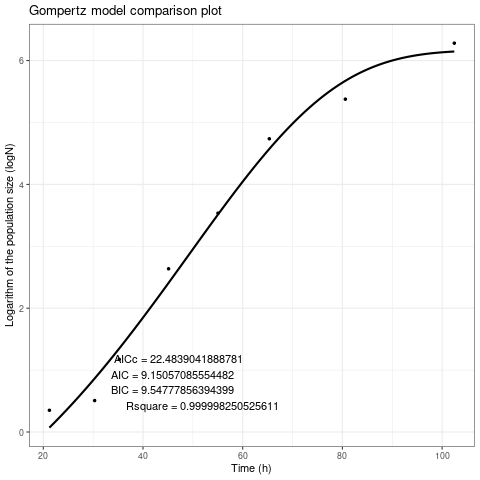 Gompertz model comparison plot
Logarithm of the population size (logN)
6
4
2
0
AICc = 22.4839041888781
AIC = 9.15057085554482
BIC = 9.54777856394399
Rsquare = 0.999998250525611
20 40 60 80 100
Time (h)